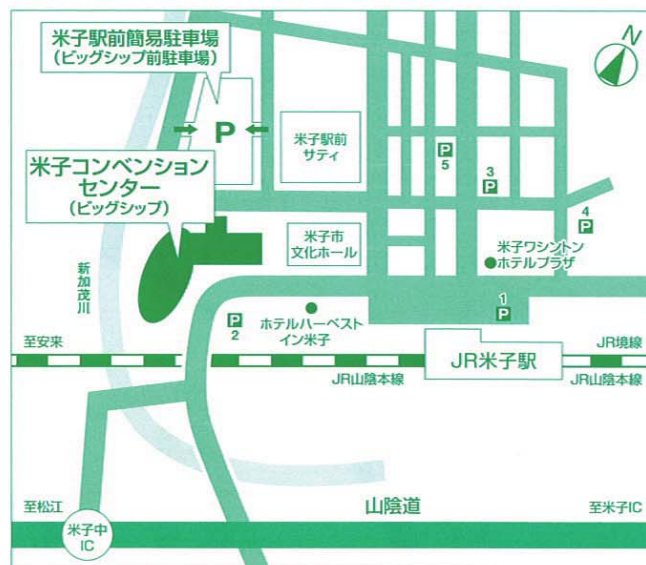 米子駅前簡易駐車場
(ビッグシップ前駐車場)
N
P
米子駅前
サティ
P
5
3
P
米子コンベンション
センター
(ビッグシップ)
4
P
米子市
文化ホール
米子ワシントン
ホテルプラザ
新加茂川
1
P
P
2
ホテルハーベスト
イン米子
至安来
JR米子駅
JR境線
JR山陰本線
JR山陰本線
至松江
山陰道
至米子IC
米子中
IC